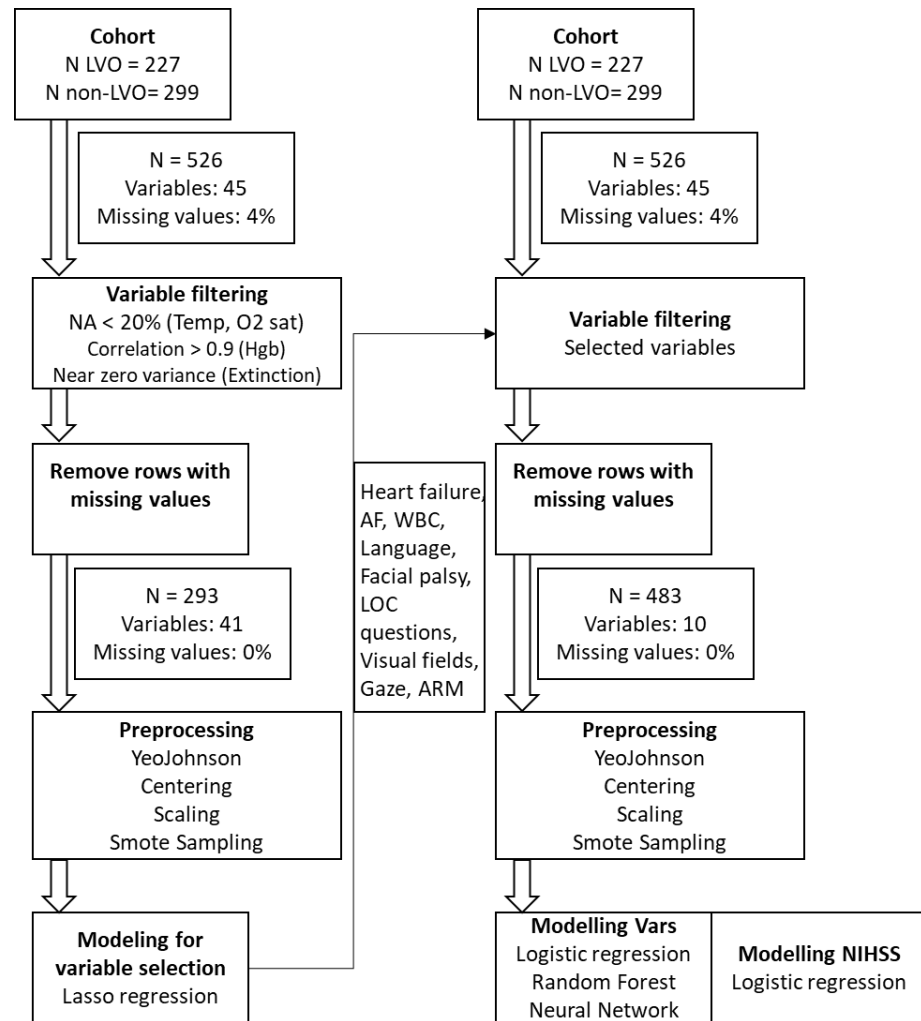 Cohort
N LVO = 227
N non-LVO= 299
N = 526
Variables: 45
Missing values: 4%
Variable filtering
NA < 20% (Temp, O2 sat)
Correlation > 0.9 (Hgb)
Near zero variance (Extinction)
Remove rows with
missing values
N = 293
Variables: 41
Missing values: 0%
Preprocessing
YeoJohnson
Centering
Scaling
Smote Sampling
Modeling for
variable selection
Lasso regression
Heart failure,
AF, WBC,
Language,
Facial palsy,
LOC
questions,
Visual fields,
Gaze, ARM
Cohort
N LVO = 227
N non-LVO= 299
N = 526
Variables: 45
Missing values: 4%
Variable filtering
Selected variables
Remove rows with
missing values
N = 483
Variables: 10
Missing values: 0%
Preprocessing
YeoJohnson
Centering
Scaling
Smote Sampling
Modelling Vars
Logistic regression
Random Forest
Neural Network
Modelling NIHSS
Logistic regression